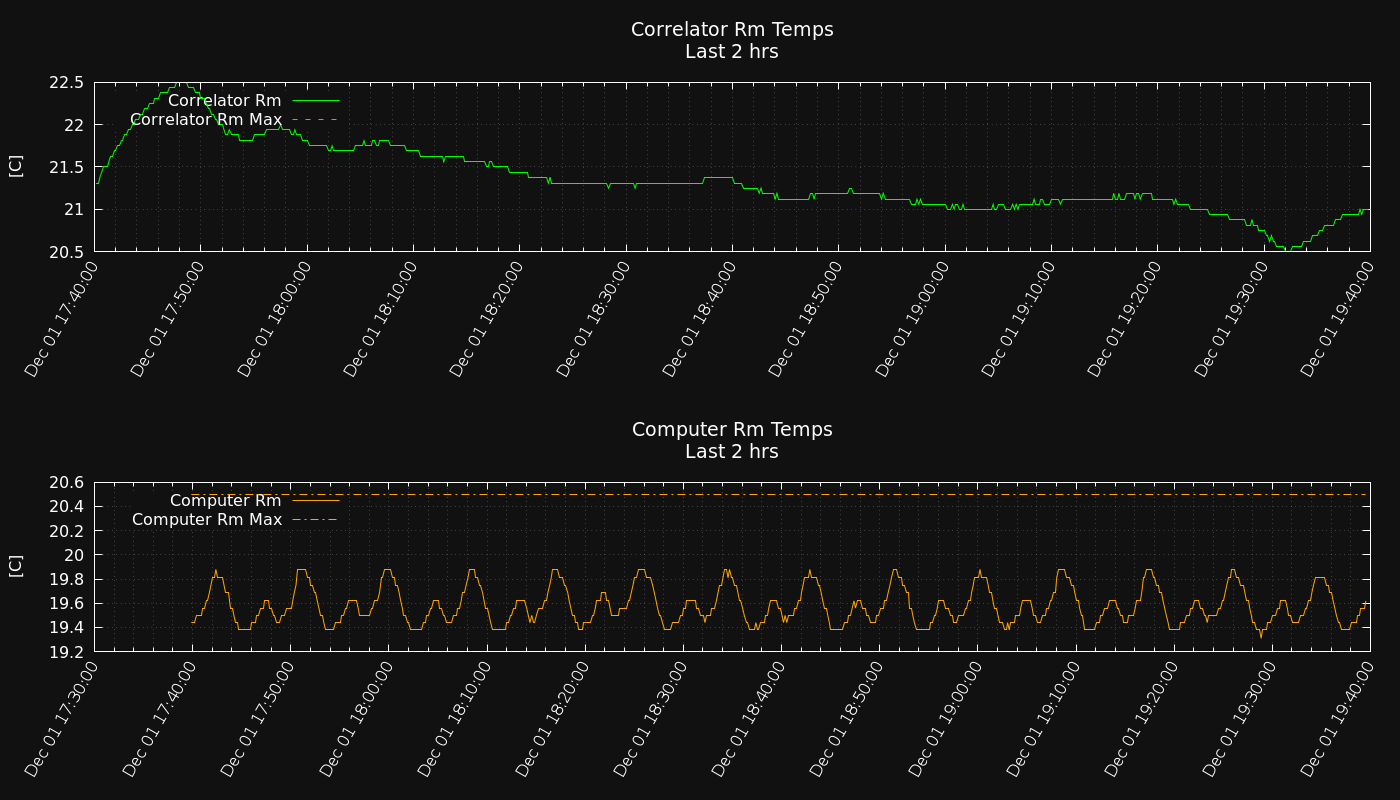 Correlator Rm Temps
Last 2 hrs
[C]
22.5
22
21.5
21
20.5
Correlator Rm
Correlator Rm Max
Dec 01 17:40:00
Dec 01 17:50:00
Dec 01 18:00:00
Dec 01 18:10:00
Dec 01 18:20:00
Dec 01 18:30:00
Dec 01 18:40:00
Dec 01 18:50:00
Dec 01 19:00:00
Dec 01 19:10:00
Dec 01 19:20:00
Dec 01 19:30:00
Dec 01 19:40:00
Computer Rm Temps
Last 2 hrs
[C]
20.6
20.4
20.2
20
19.8
19.6
19.4
19.2
Computer Rm
Computer Rm Max
Dec 01 17:30:00
Dec 01 17:40:00
Dec 01 17:50:00
Dec 01 18:00:00
Dec 01 18:10:00
Dec 01 18:20:00
Dec 01 18:30:00
Dec 01 18:40:00
Dec 01 18:50:00
Dec 01 19:00:00
Dec 01 19:10:00
Dec 01 19:20:00
Dec 01 19:30:00
Dec 01 19:40:00